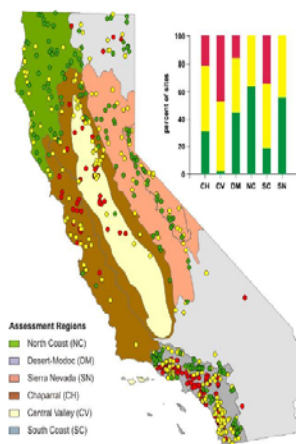 100
80
60
40
20
0
percent of sites
CH CV DM NC SC SN
Assessment Regions
North Coast (NC)
Desert-Modoc (DM)
Sierra Nevada (SN)
Chaparral (CH)
Central Valley (CV)
South Coast (SC)